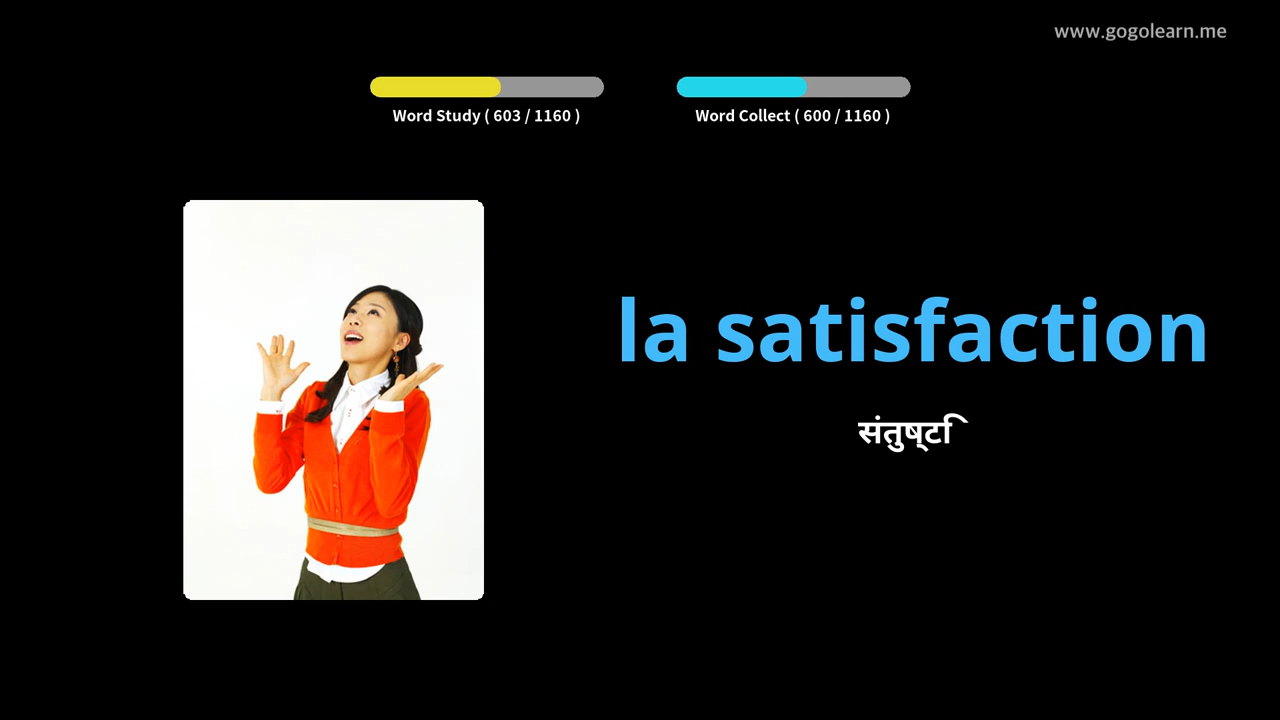 www.gogolearn.me
Word Study ( 603 / 1160 )
Word Collect ( 600 / 1160 )
la satisfaction
संतुष्टि